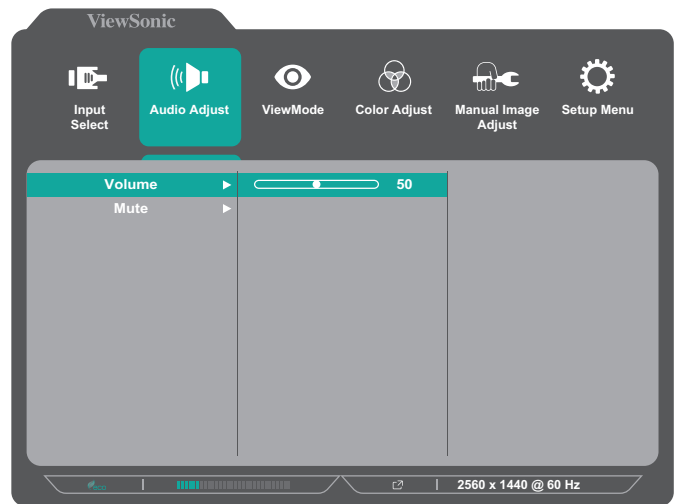 ViewSonic
Input Select
Audio Adjust
ViewMode
Color Adjust
Manual Image Adjust
Setup Menu
Volume
50
Mute
eco
2560 x 1440 @ 60 Hz